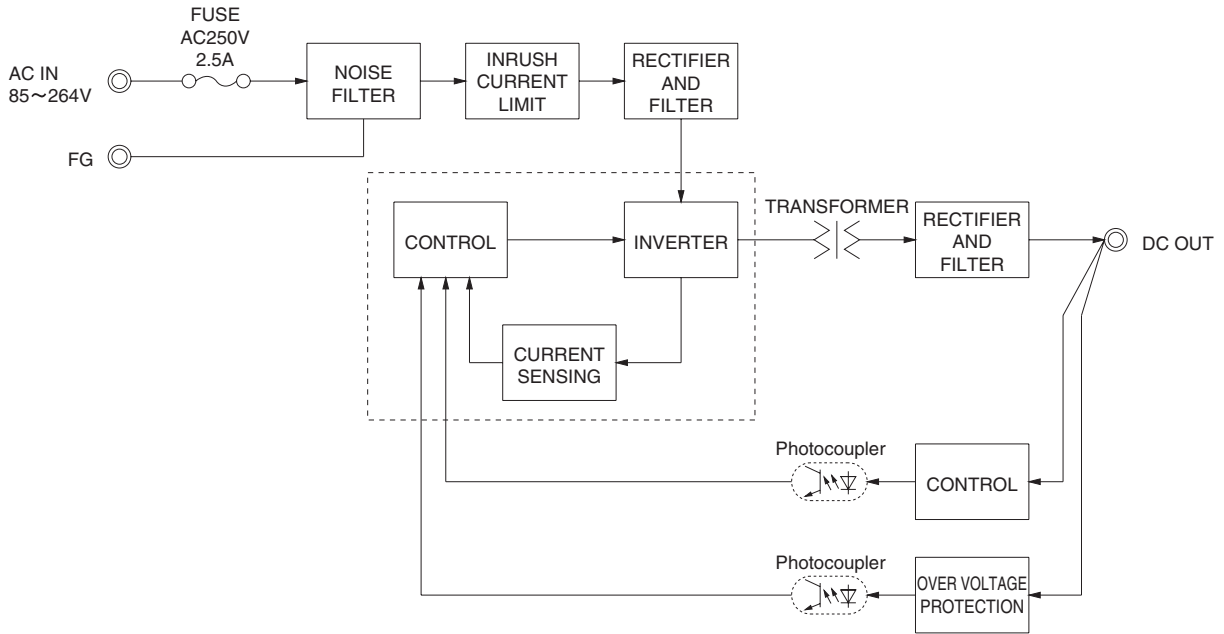 FUSE
AC250V
2.5A
AC IN
85～264V
NOISE
FILTER
INRUSH
CURRENT
LIMIT
RECTIFIER
AND
FILTER
FG
CONTROL
INVERTER
TRANSFORMER
RECTIFIER
AND
FILTER
DC OUT
CURRENT
SENSING
Photocoupler
CONTROL
Photocoupler
OVER VOLTAGE
PROTECTION